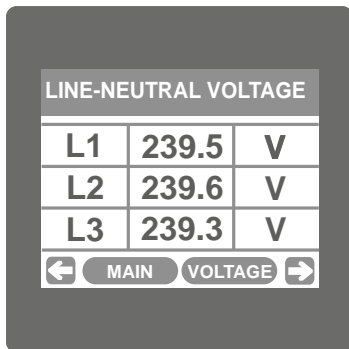 LINE-NEUTRAL VOLTAGE
L1 239.5 V
L2 239.6 V
L3 239.3 V
MAIN VOLTAGE